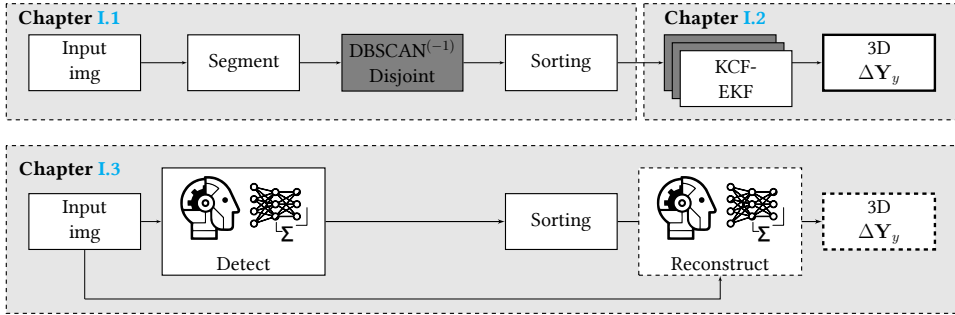 Chapter I.1
Input
img
Segment
DBSCAN⁽⁻¹⁾
Disjoint
Sorting
Chapter I.2
KCF-
EKF
3D
ΔY_y
Chapter I.3
Input
img
Σ
Detect
Sorting
Σ
Reconstruct
3D
ΔY_y